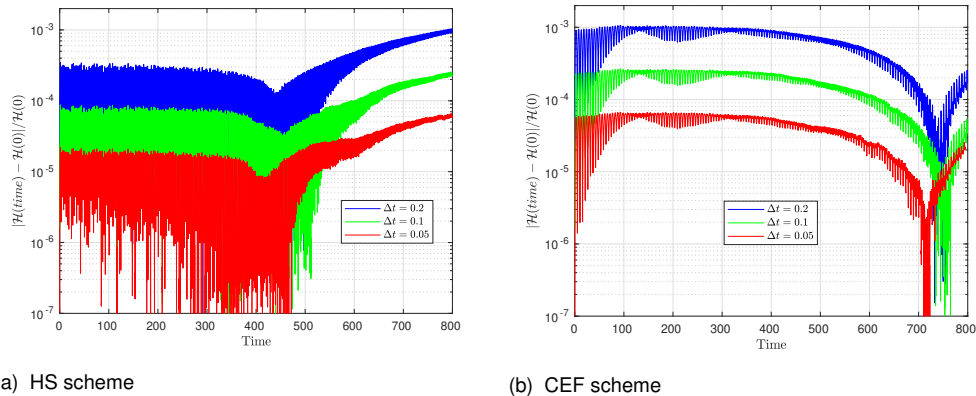 10^-3
10^-4
10^-5
10^-6
10^-7
|H(time) − H(0)|/H(0)
Δt = 0.2
Δt = 0.1
Δt = 0.05
0 100 200 300 400 500 600 700 800
Time
a) HS scheme
10^-3
10^-4
10^-5
10^-6
10^-7
|H(time) − H(0)|/H(0)
Δt = 0.2
Δt = 0.1
Δt = 0.05
0 100 200 300 400 500 600 700 800
Time
(b) CEF scheme